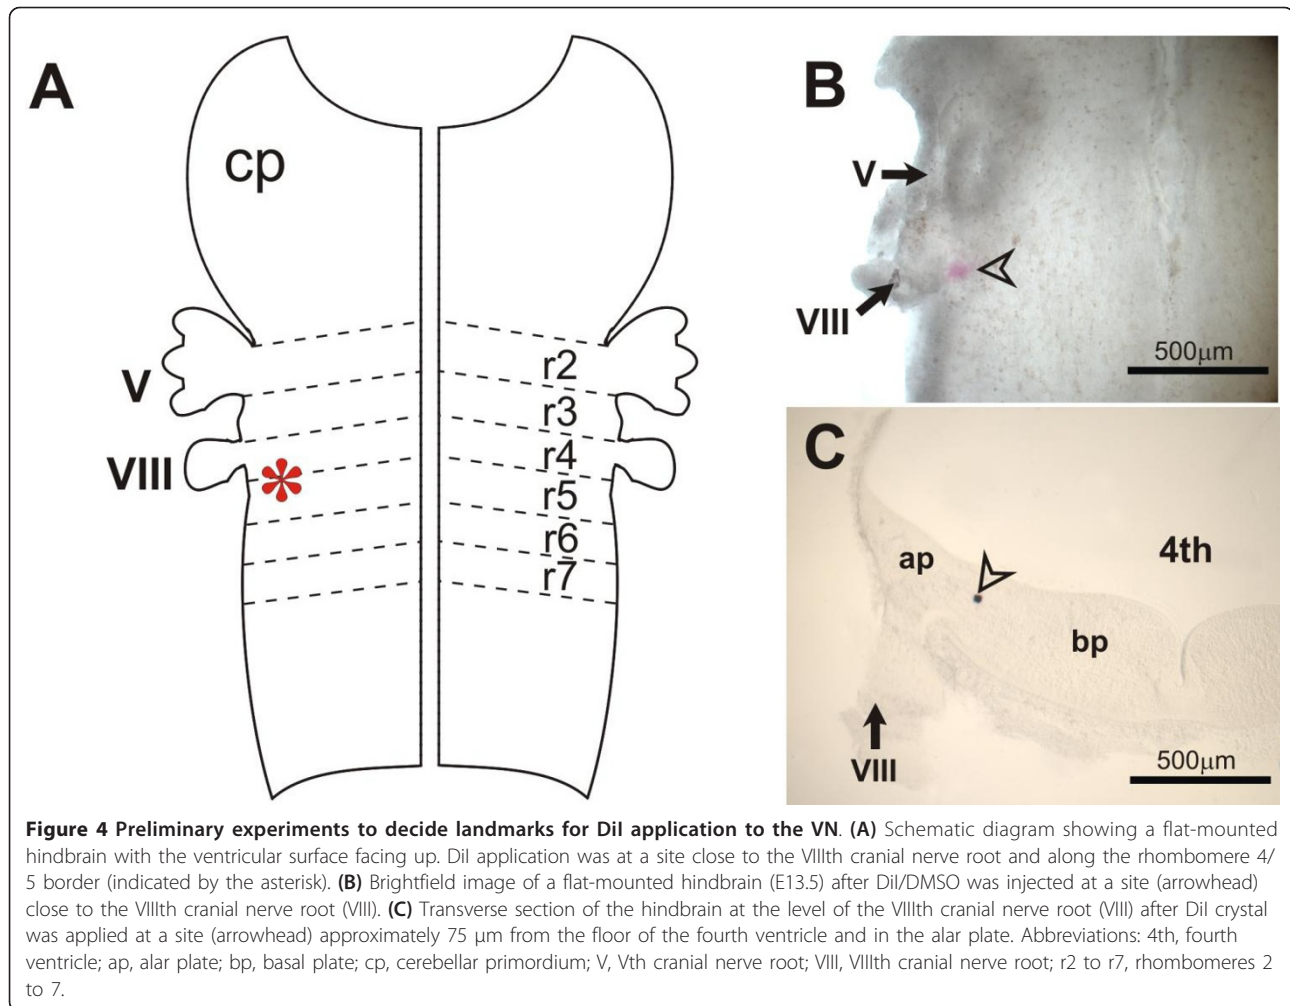 A
cp
V
VIII
r2
r3
r4
r5
r6
r7
B
V
VIII
500μm
C
ap
4th
bp
VIII
500μm
Figure 4 Preliminary experiments to decide landmarks for DiI application to the VN. (A) Schematic diagram showing a flat-mounted
hindbrain with the ventricular surface facing up. DiI application was at a site close to the VIIIth cranial nerve root and along the rhombomere 4/
5 border (indicated by the asterisk). (B) Brightfield image of a flat-mounted hindbrain (E13.5) after DiI/DMSO was injected at a site (arrowhead)
close to the VIIIth cranial nerve root (VIII). (C) Transverse section of the hindbrain at the level of the VIIIth cranial nerve root (VIII) after DiI crystal
was applied at a site (arrowhead) approximately 75 μm from the floor of the fourth ventricle and in the alar plate. Abbreviations: 4th, fourth
ventricle; ap, alar plate; bp, basal plate; cp, cerebellar primordium; V, Vth cranial nerve root; VIII, VIIIth cranial nerve root; r2 to r7, rhombomeres 2
to 7.